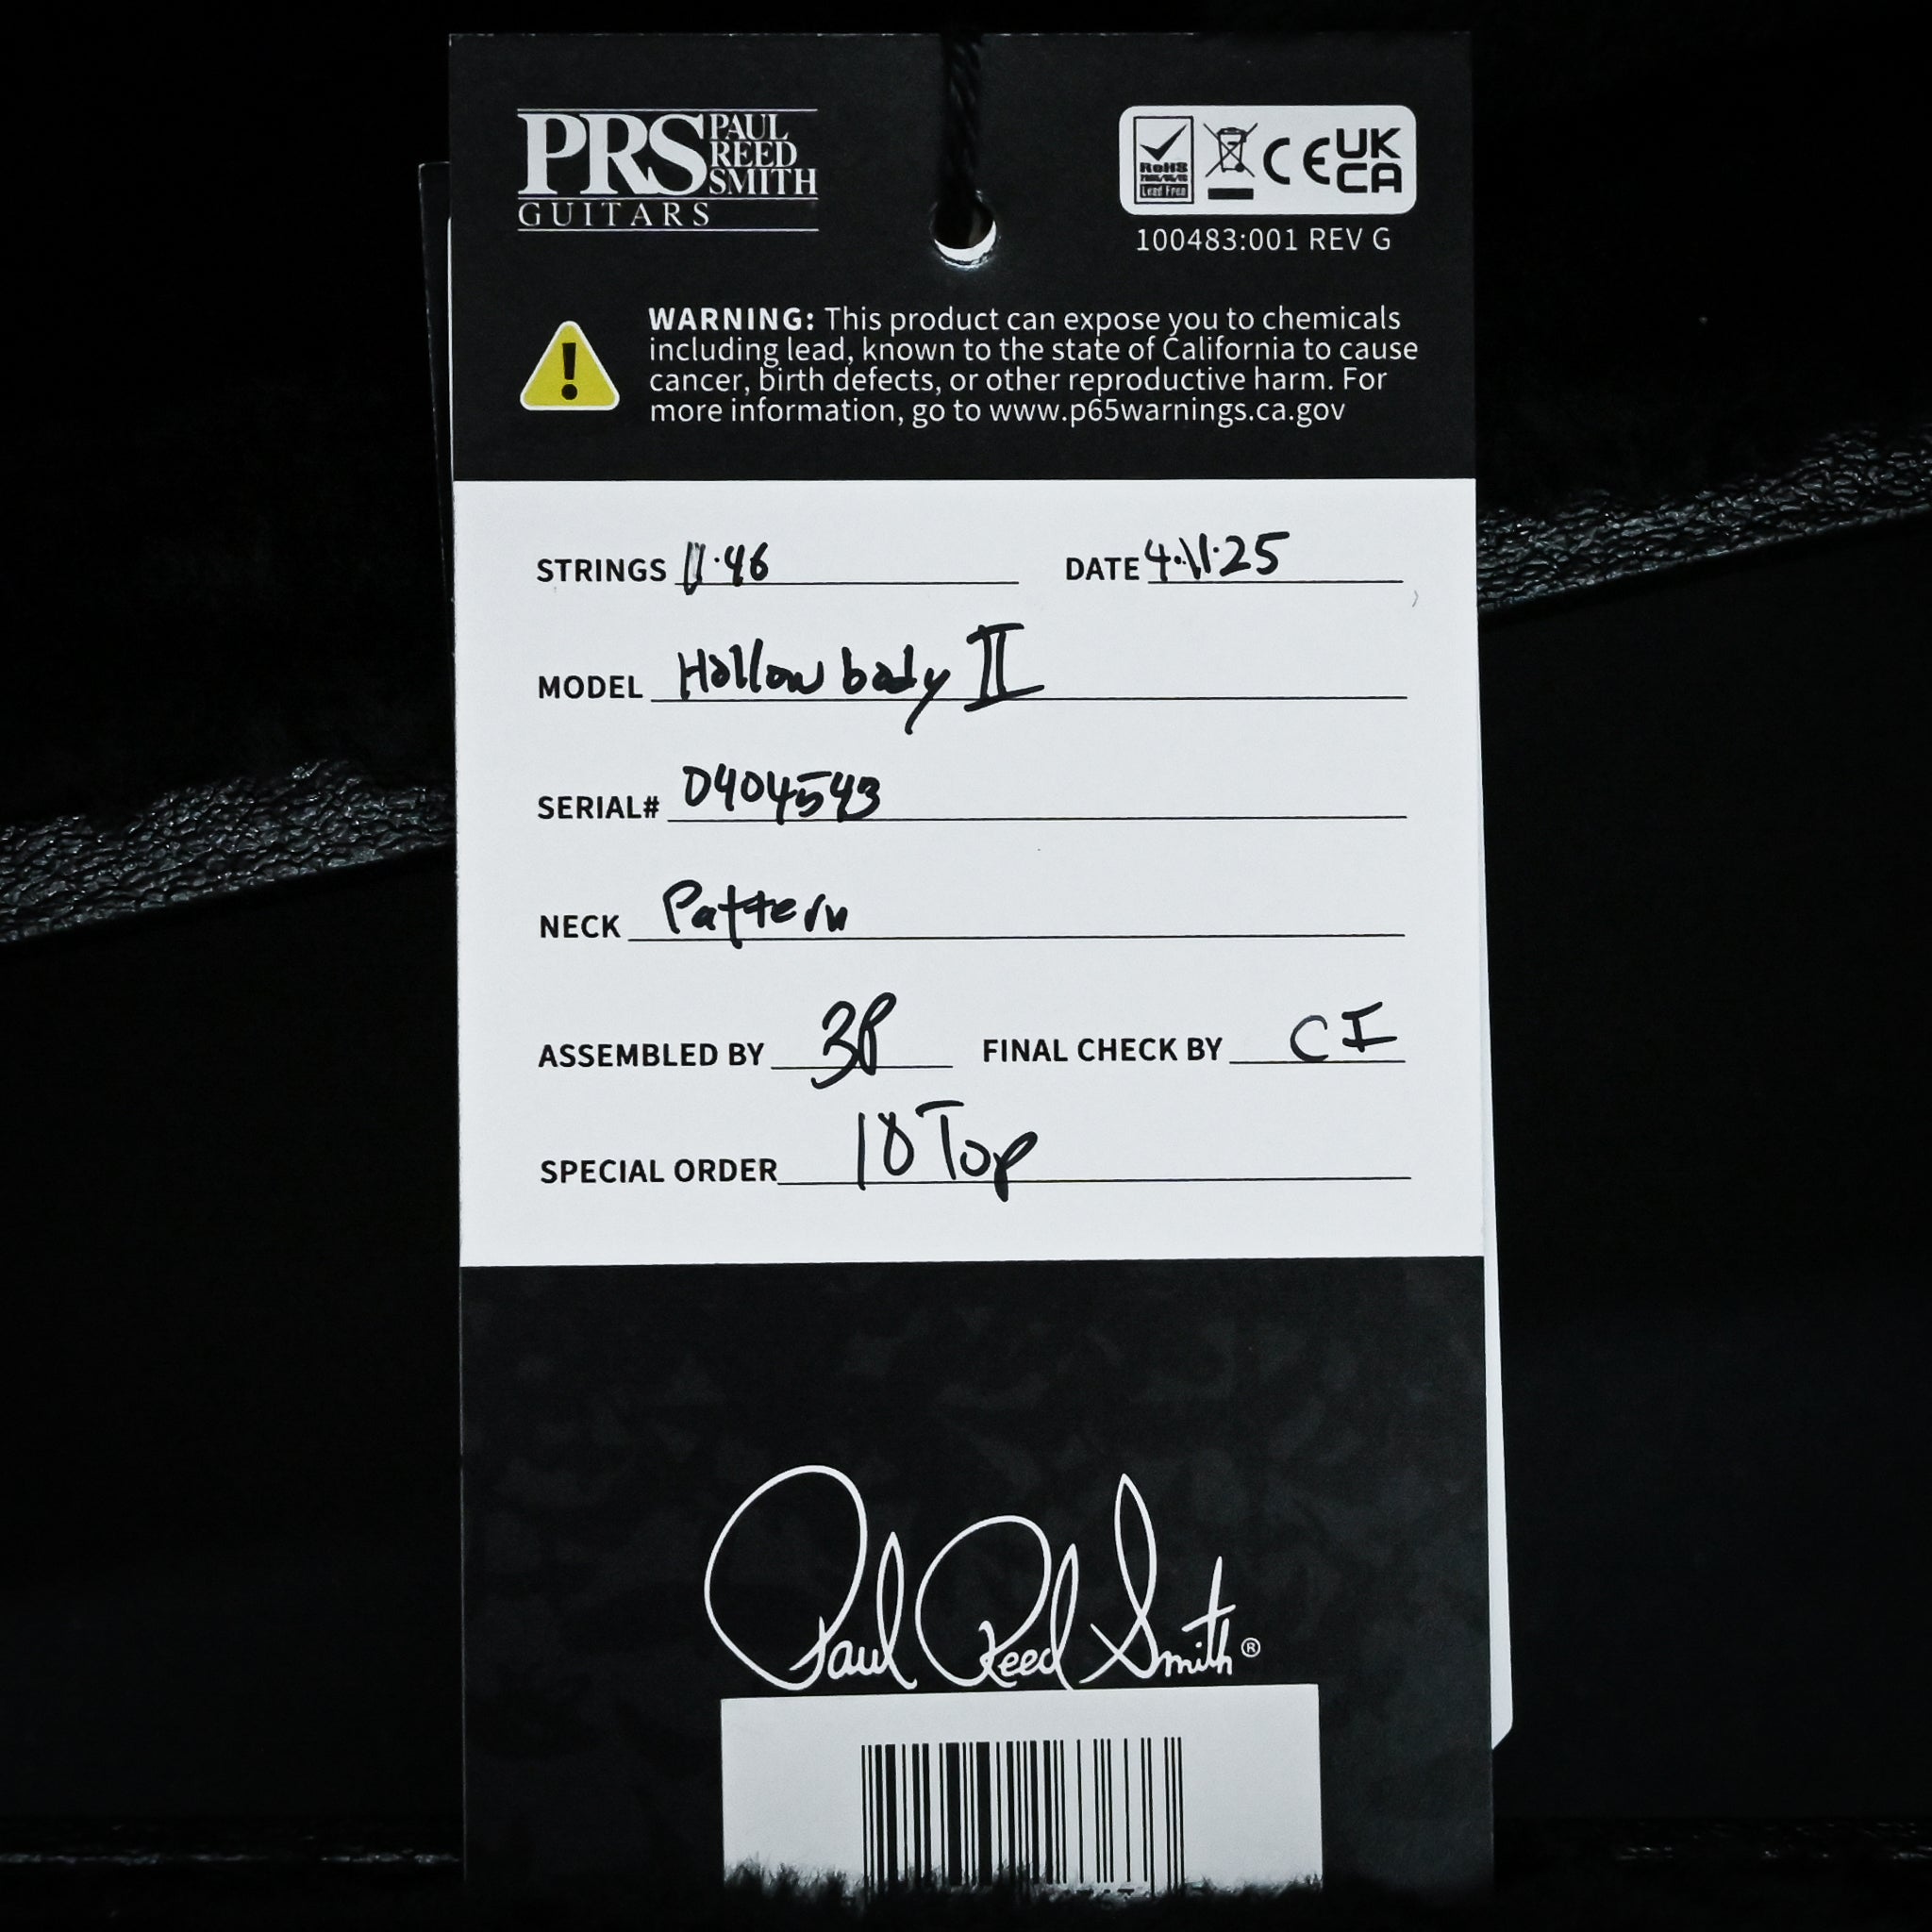 PRS PAUL REED SMITH
GUITARS
RoHS
Lead Free
CE UK CA
100483:001 REV G
WARNING: This product can expose you to chemicals
including lead, known to the state of California to cause
cancer, birth defects, or other reproductive harm. For
more information, go to www.p65warnings.ca.gov
STRINGS 11.46 DATE 4.11.25
MODEL Hollowbody II
SERIAL# 0404543
NECK Pattern
ASSEMBLED BY 3P FINAL CHECK BY CI
SPECIAL ORDER 10 Top
Paul Reed Smith®